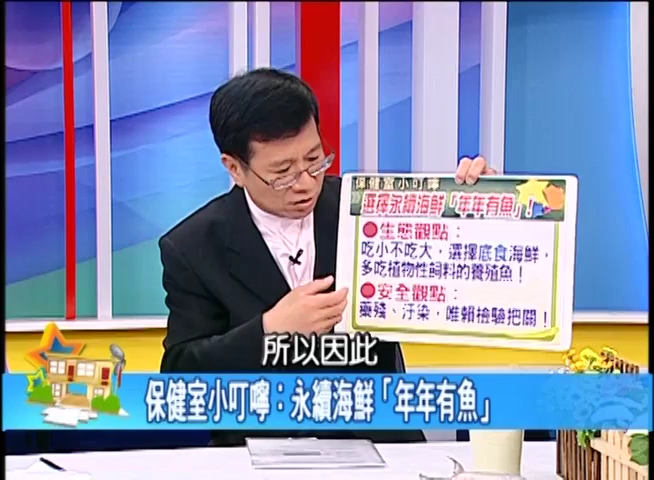 保健室小叮嚀
選擇永續海鮮「年年有魚」!
●生態觀點：
吃小不吃大，選擇底食海鮮，
多吃植物性飼料的養殖魚！
●安全觀點：
藥殘、汙染，唯賴檢驗把關！
所以因此
保健室小叮嚀：永續海鮮「年年有魚」